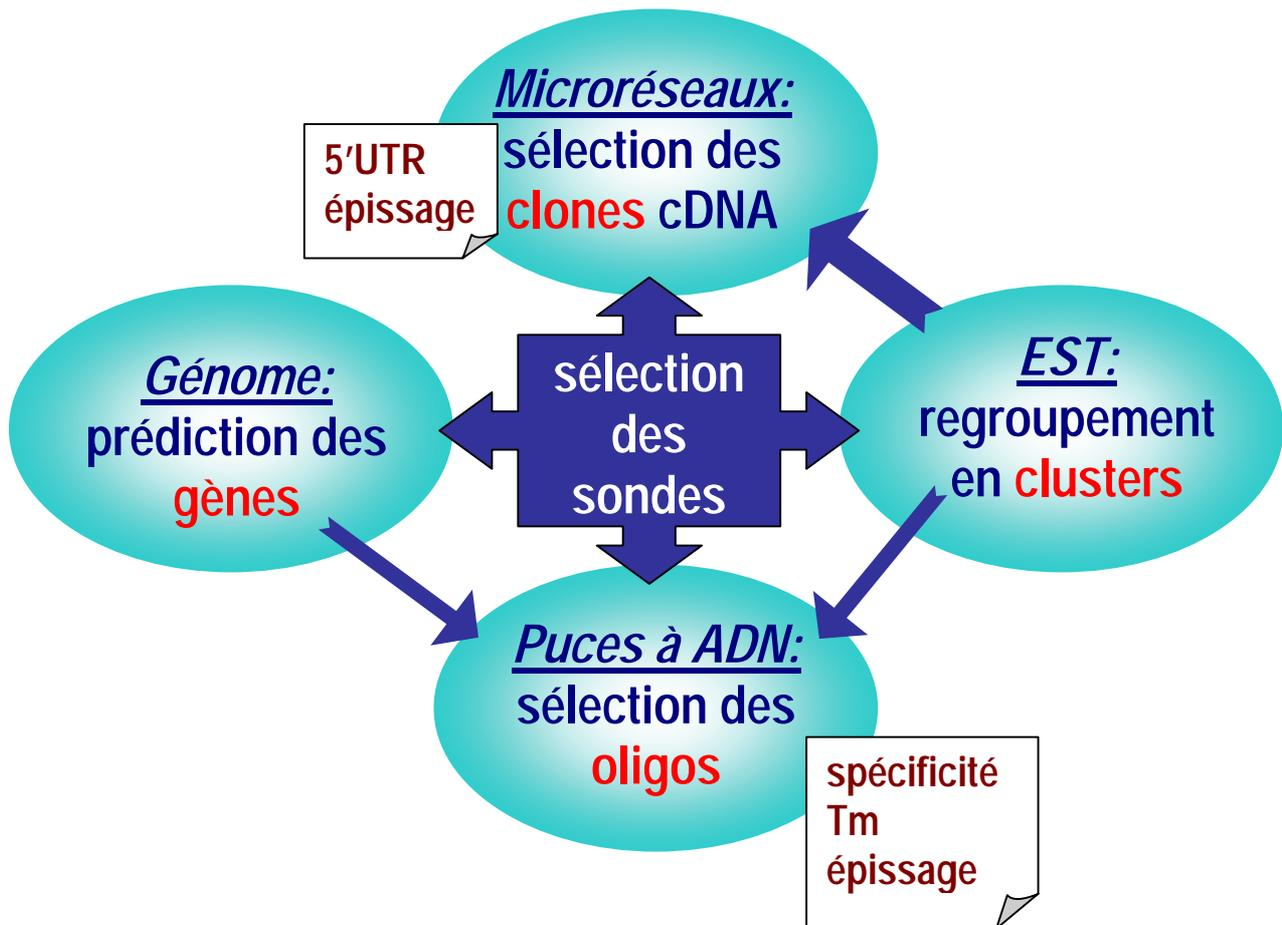 Microréseaux:
sélection des
clones cDNA
5'UTR
épissage
Génome:
prédiction des
gènes
sélection
des
sondes
EST:
regroupement
en clusters
Puces à ADN:
sélection des
oligos
spécificité
Tm
épissage